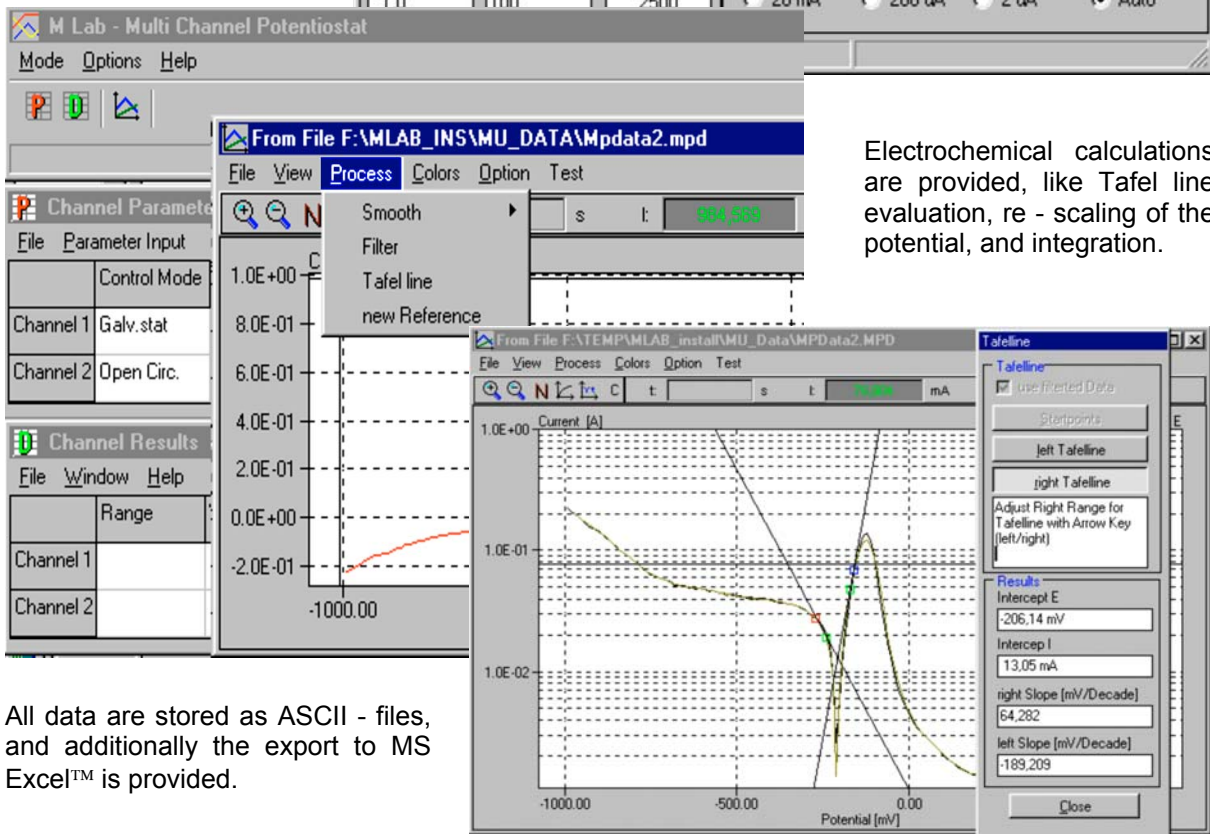 20 mA 200 uA 2 uA Auto
M Lab - Multi Channel Potentiostat
Mode Options Help
From File F:\MLAB_INS\MU_DATA\Mpdata2.mpd
File View Process Colors Option Test
N s I:
Smooth
Filter
Tafel line
new Reference
1.0E+00
8.0E-01
6.0E-01
4.0E-01
2.0E-01
0.0E+00
-2.0E-01
-1000.00
File Parameter Input
Control Mode
Channel 1 Galv.stat
Channel 2 Open Circ.
Channel Results
File Window Help
Range
Channel 1
Channel 2
Electrochemical calculations
are provided, like Tafel line
evaluation, re - scaling of the
potential, and integration.
From File F:\TEMP\MLAB_install\MU_Data\MPData2.MPD
File View Process Colors Option Test
N C t: s mA
Current [A]
1.0E+00
1.0E-01
1.0E-02
-1000.00 -500.00 0.00
Potential [mV]
E
Tafelline
Tafelline
use filtered Data
Startpoints
left Tafelline
right Tafelline
Adjust Right Range for
Tafelline with Arrow Key
(left/right)
Results
Intercept E
-206,14 mV
Intercep I
13,05 mA
right Slope [mV/Decade]
64,282
left Slope [mV/Decade]
-189,209
Close
All data are stored as ASCII - files,
and additionally the export to MS
Excel™ is provided.